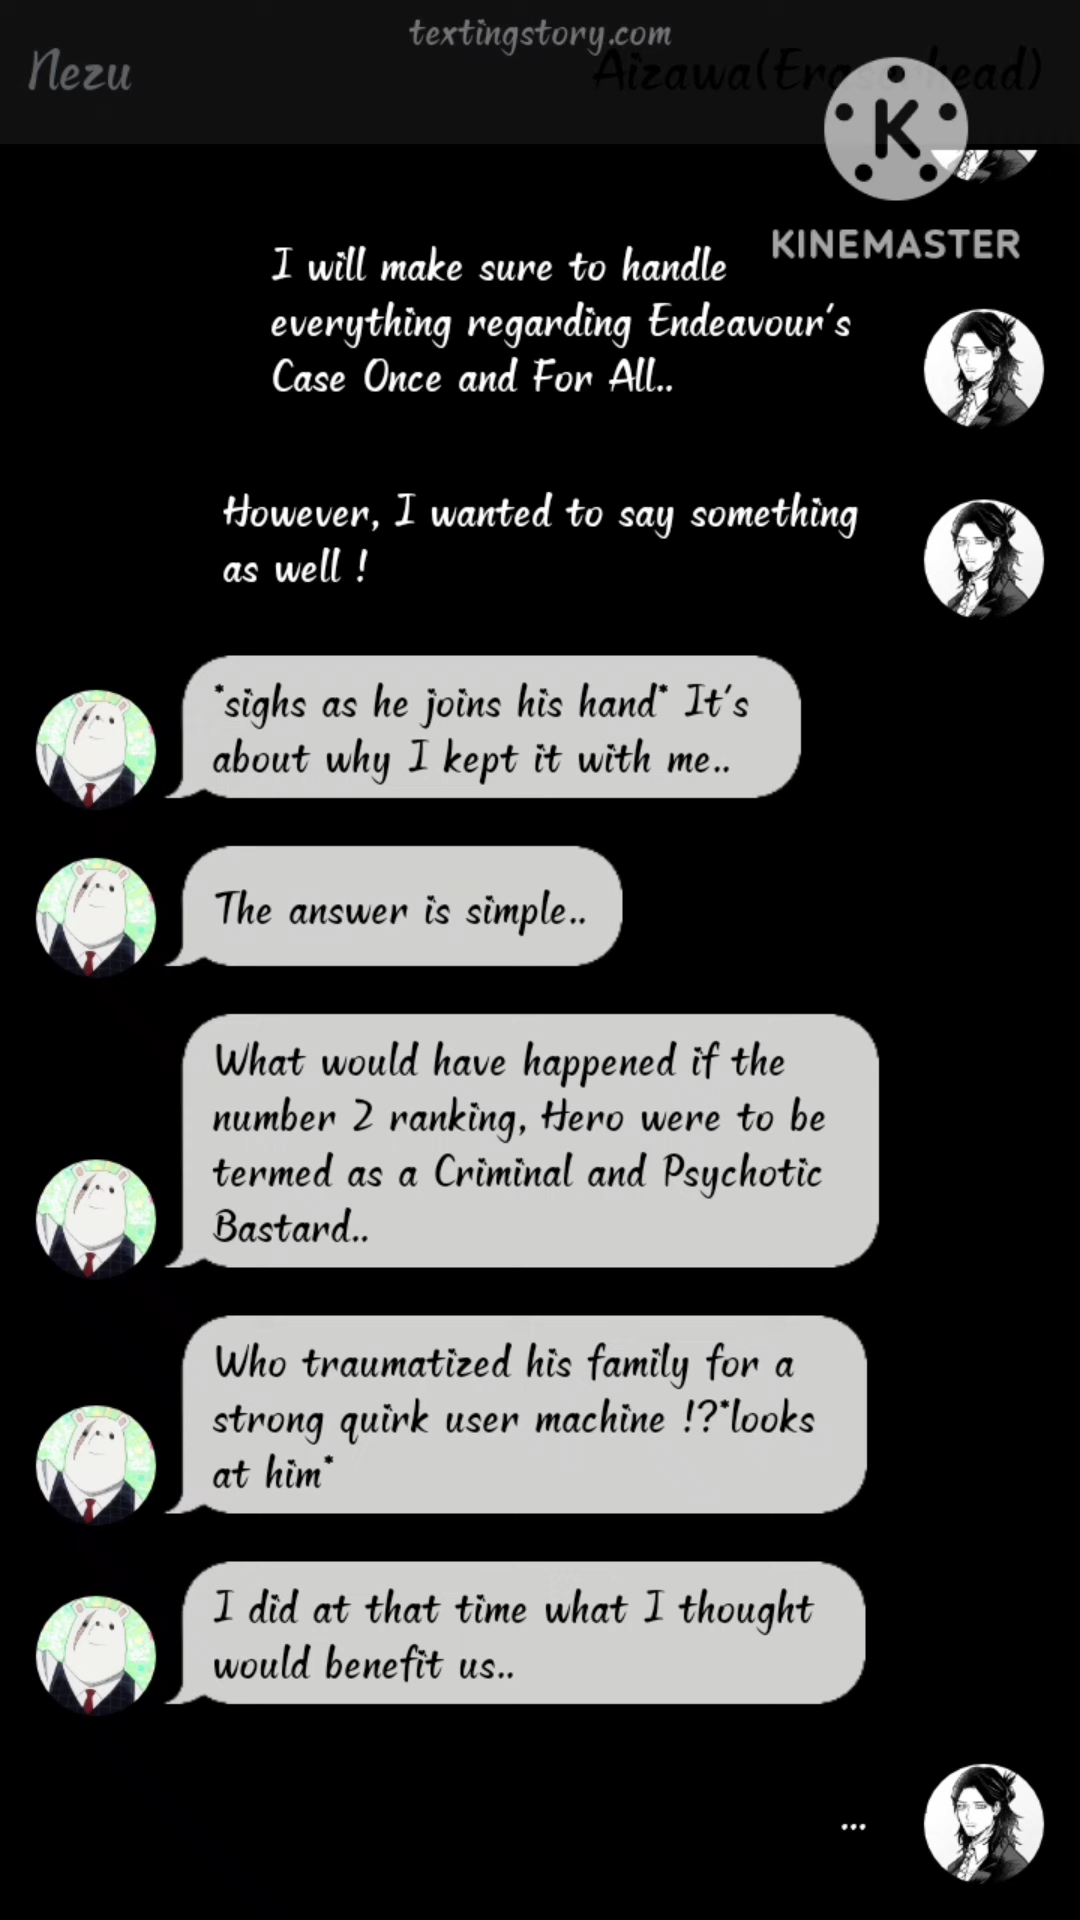 textingstory.com
Nezu
Aizawa(Eraserhead)
K
KINEMASTER
I will make sure to handle
everything regarding Endeavour's
Case Once and For All..
However, I wanted to say something
as well !
*sighs as he joins his hand* It's
about why I kept it with me..
The answer is simple..
What would have happened if the
number 2 ranking, Hero were to be
termed as a Criminal and Psychotic
Bastard..
Who traumatized his family for a
strong quirk user machine !?*looks
at him*
I did at that time what I thought
would benefit us..
...